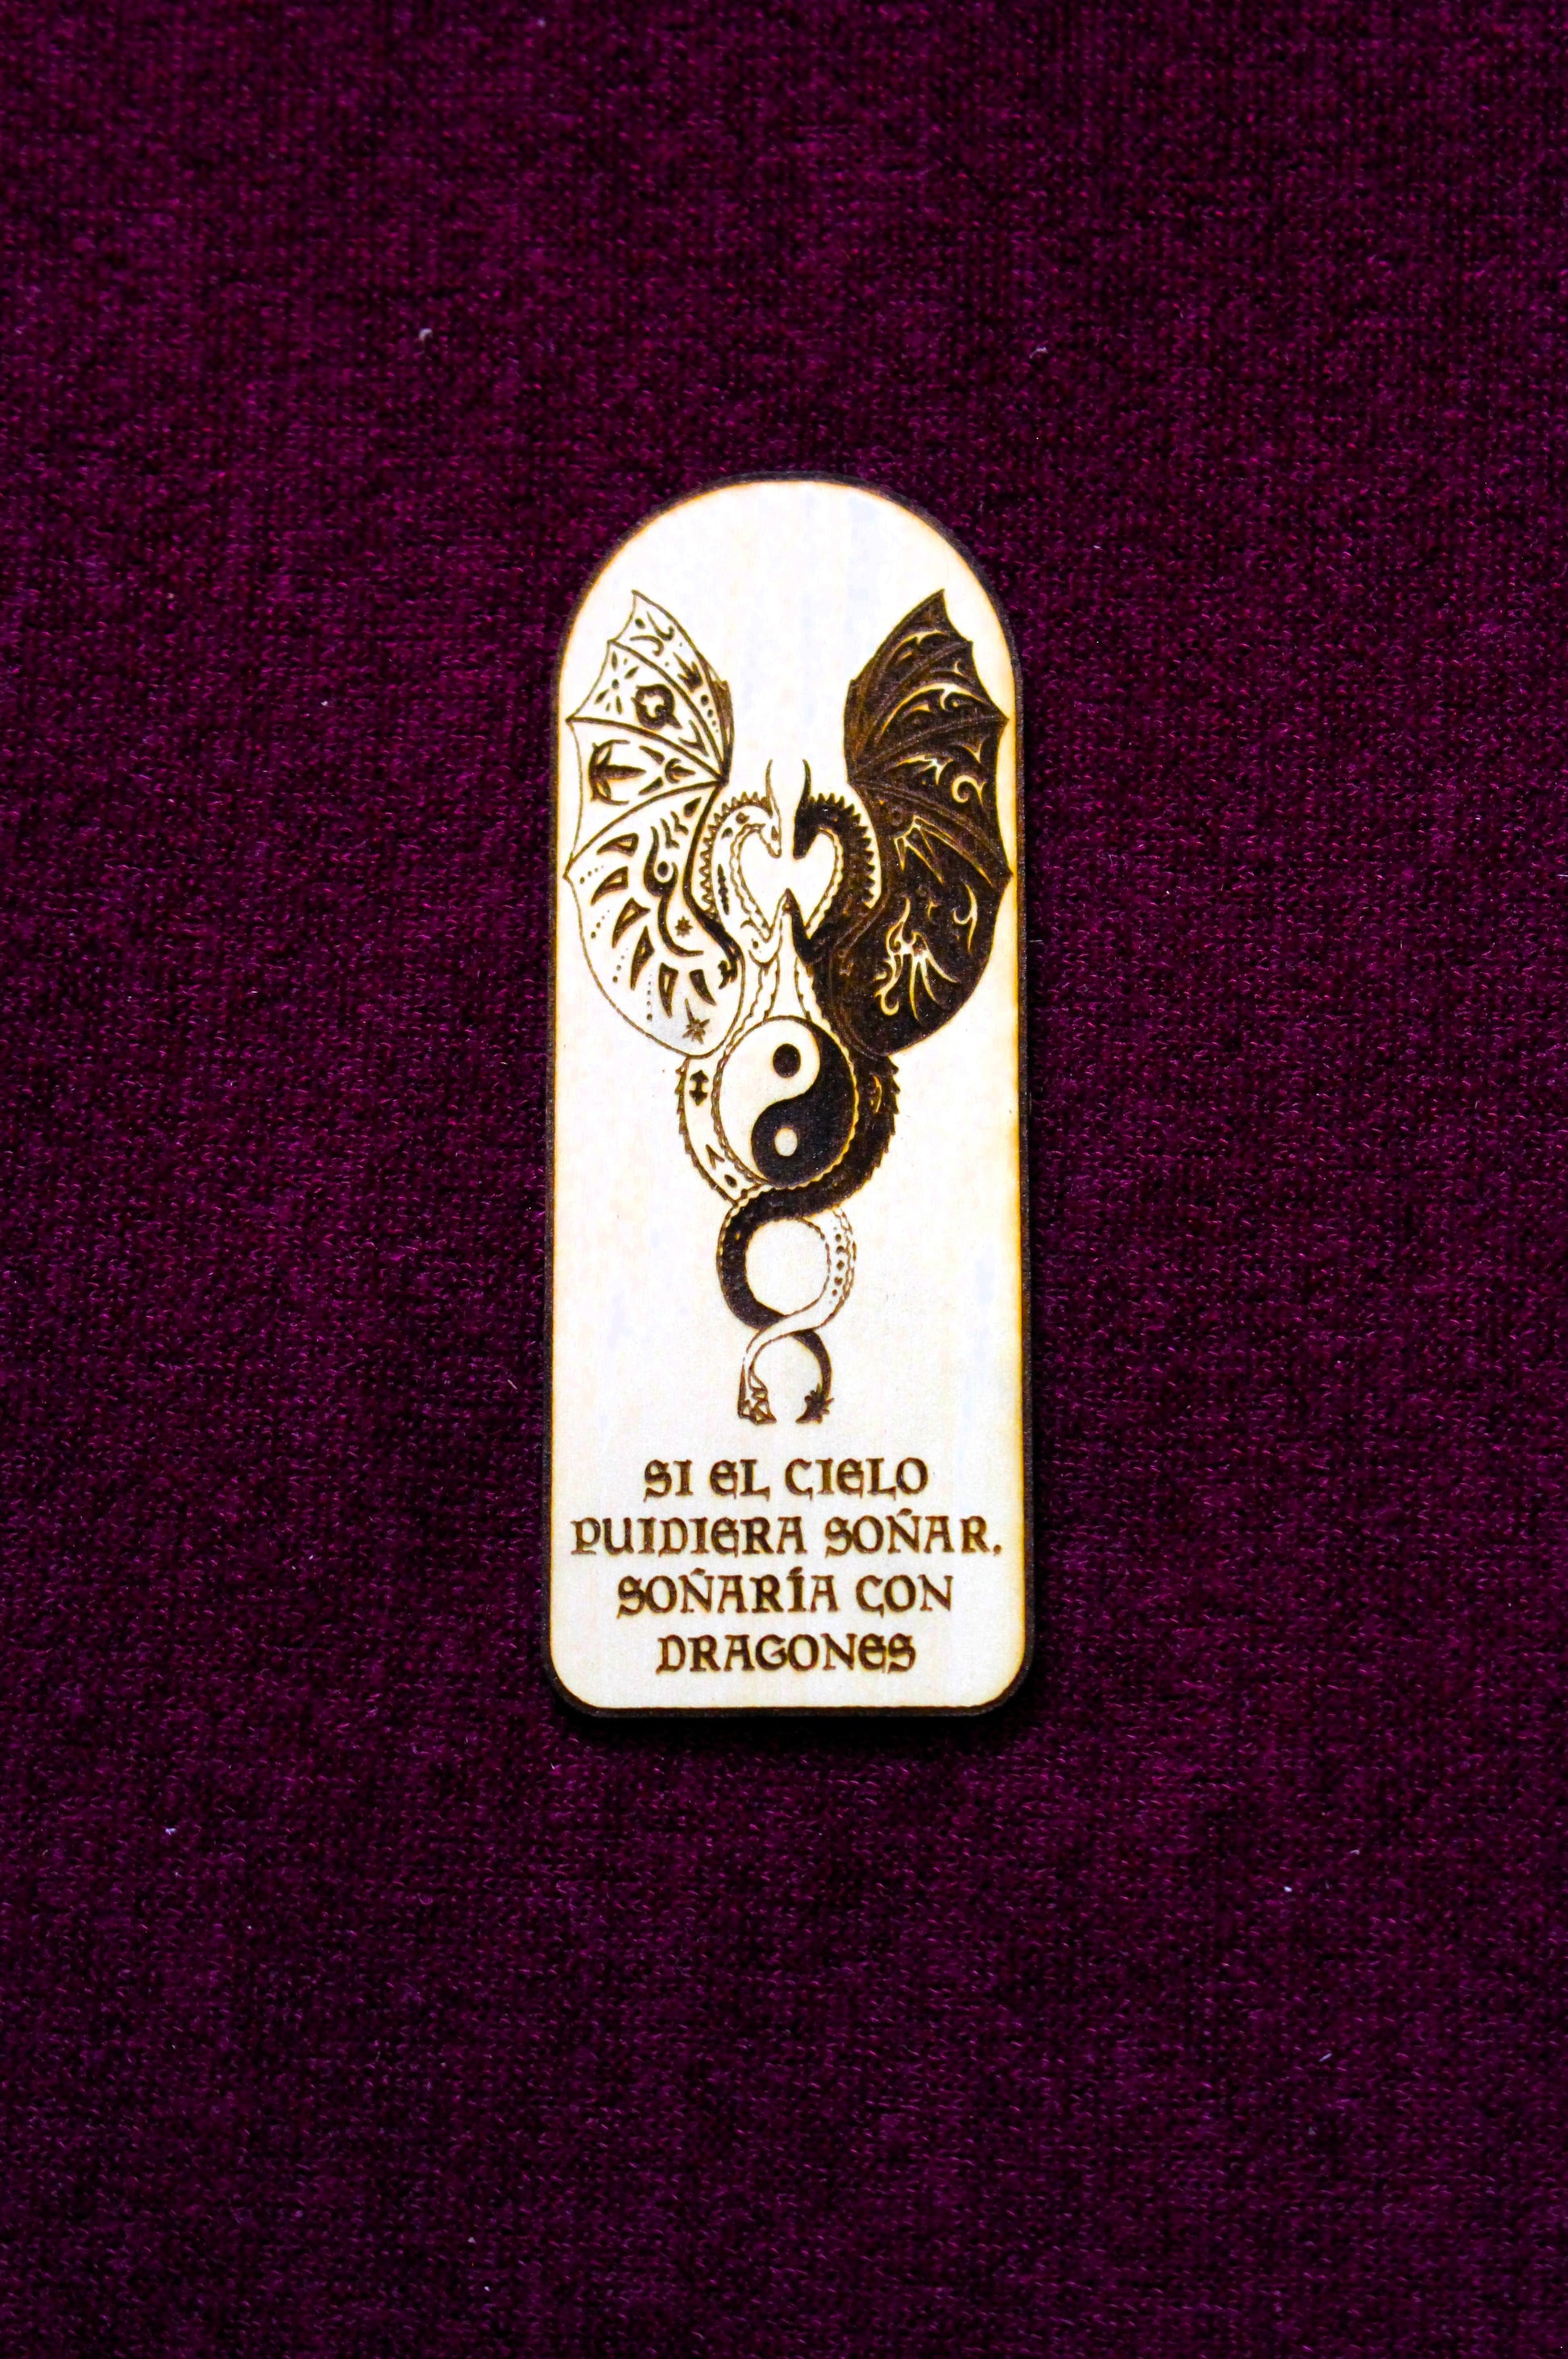 SI EL CIELO
PUIDIERA SOÑAR,
SOÑARÍA CON
DRAGONES